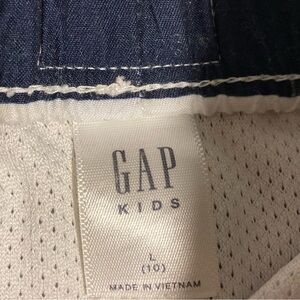 GAP
KIDS
L
(10)
MADE IN VIETNAM